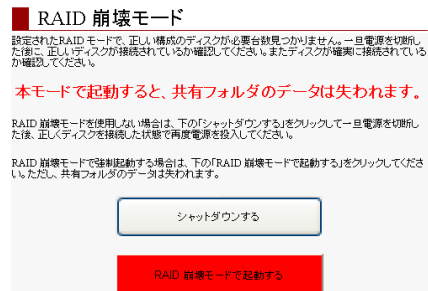 RAID 崩壊モード
設定されたRAID モードで、正しい構成のディスクが必要台数見つかりません。一旦電源を切断し
た後に、正しいディスクが接続されているか確認してください。またディスクが確実に接続されている
か確認してください。
本モードで起動すると、共有フォルダのデータは失われます。
RAID 崩壊モードを使用しない場合は、下の「シャットダウンする」をクリックして一旦電源を切断し
た後、正しくディスクを接続した状態で再度電源を投入してください。
RAID 崩壊モードで強制起動する場合は、下の「RAID 崩壊モードで起動する」をクリックしてくださ
い。ただし、共有フォルダのデータは失われます。
シャットダウンする
RAID 崩壊モードで起動する